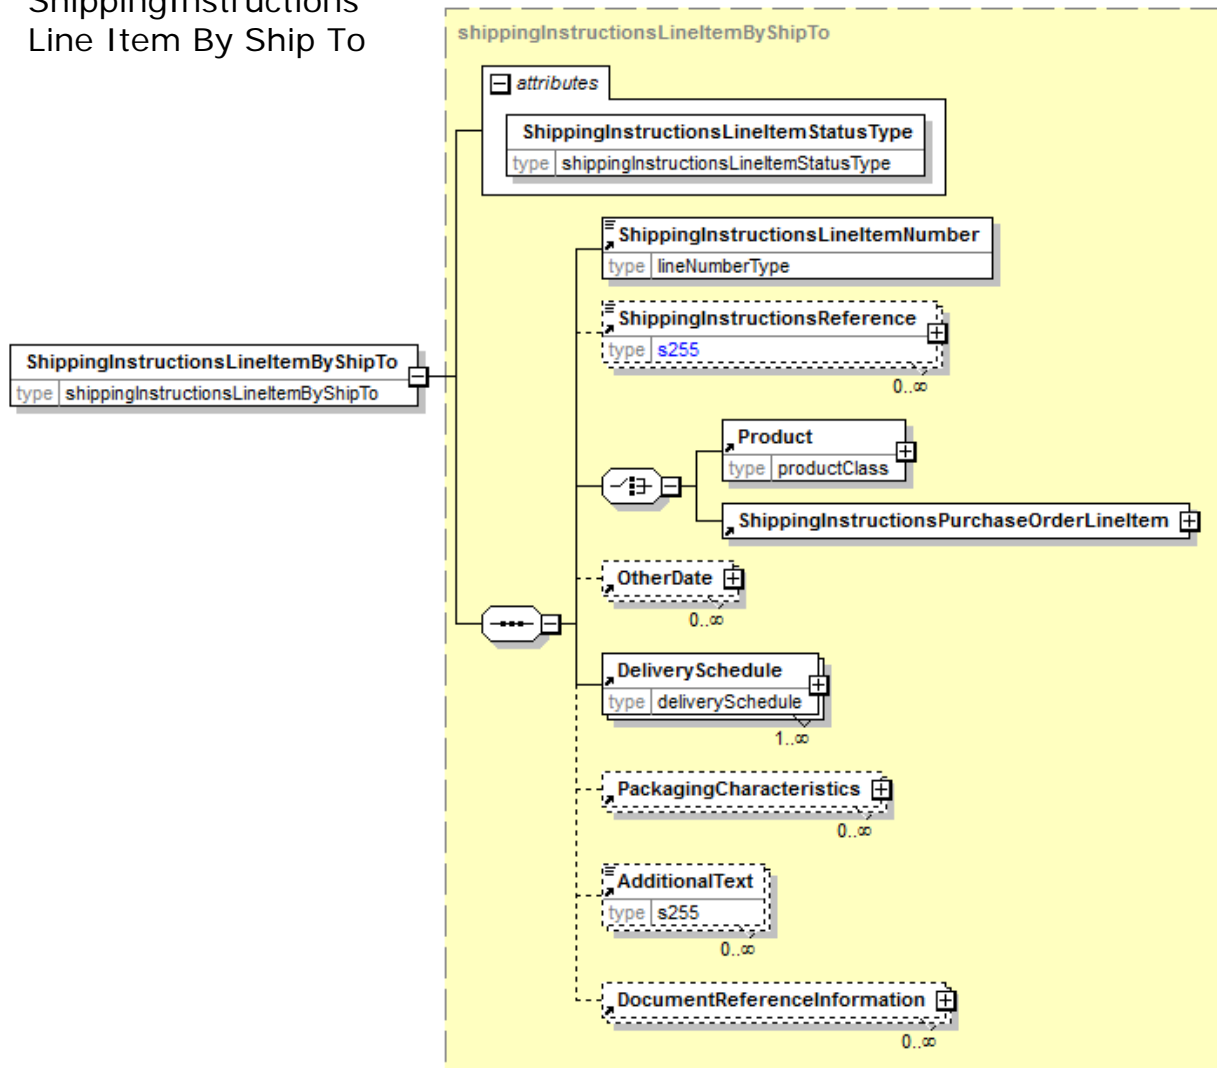 ShippingInstructions
Line Item By Ship To
shippingInstructionsLineItemByShipTo
attributes
ShippingInstructionsLineItemStatusType
type shippingInstructionsLineItemStatusType
ShippingInstructionsLineItemNumber
type lineNumberType
ShippingInstructionsReference
type s255
0..∞
ShippingInstructionsLineItemByShipTo
type shippingInstructionsLineItemByShipTo
Product
type productClass
ShippingInstructionsPurchaseOrderLineItem
OtherDate
0..∞
DeliverySchedule
type deliverySchedule
1..∞
PackagingCharacteristics
0..∞
AdditionalText
type s255
0..∞
DocumentReferenceInformation
0..∞